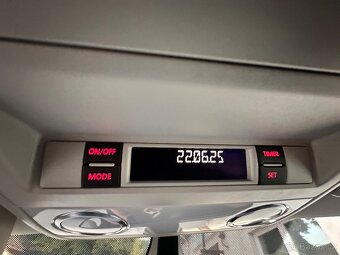 ON/OFF
22.06.25
TIMER
MODE
SET